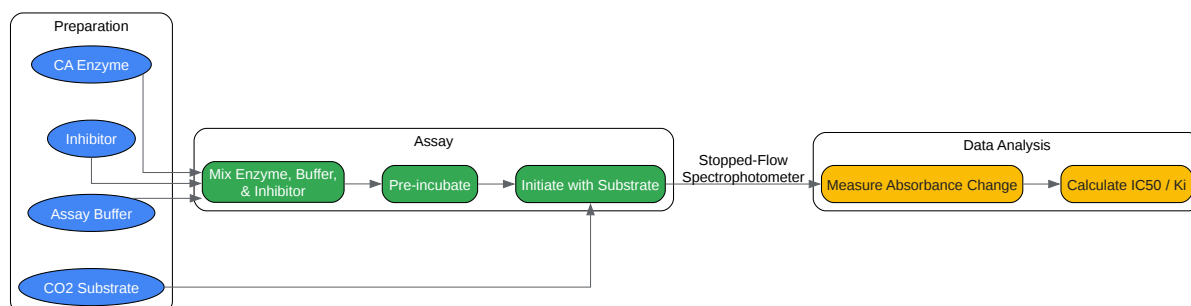 Preparation
CA Enzyme
Inhibitor
Assay Buffer
CO2 Substrate
Assay
Mix Enzyme, Buffer,
& Inhibitor
Pre-incubate
Initiate with Substrate
Stopped-Flow
Spectrophotometer
Data Analysis
Measure Absorbance Change
Calculate IC50 / Ki